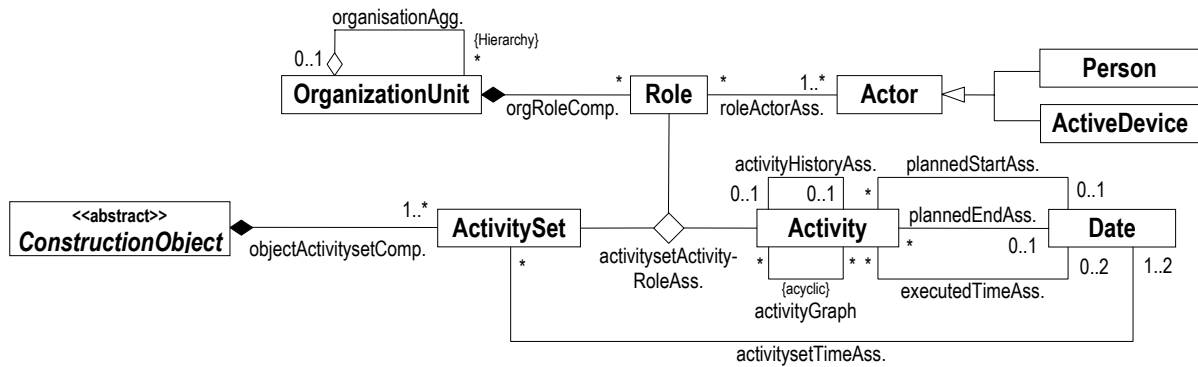 organisationAgg.
{Hierarchy}
0..1
*
OrganizationUnit
orgRoleComp.
*
Role
*
roleActorAss.
1..*
Actor
Person
ActiveDevice
activityHistoryAss.
0..1
0..1
plannedStartAss.
*
0..1
<<abstract>>
ConstructionObject
objectActivitysetComp.
1..*
ActivitySet
*
activitysetActivity-
RoleAss.
Activity
plannedEndAss.
*
0..1
Date
*
*
{acyclic}
activityGraph
*
executedTimeAss.
0..2
1..2
activitysetTimeAss.